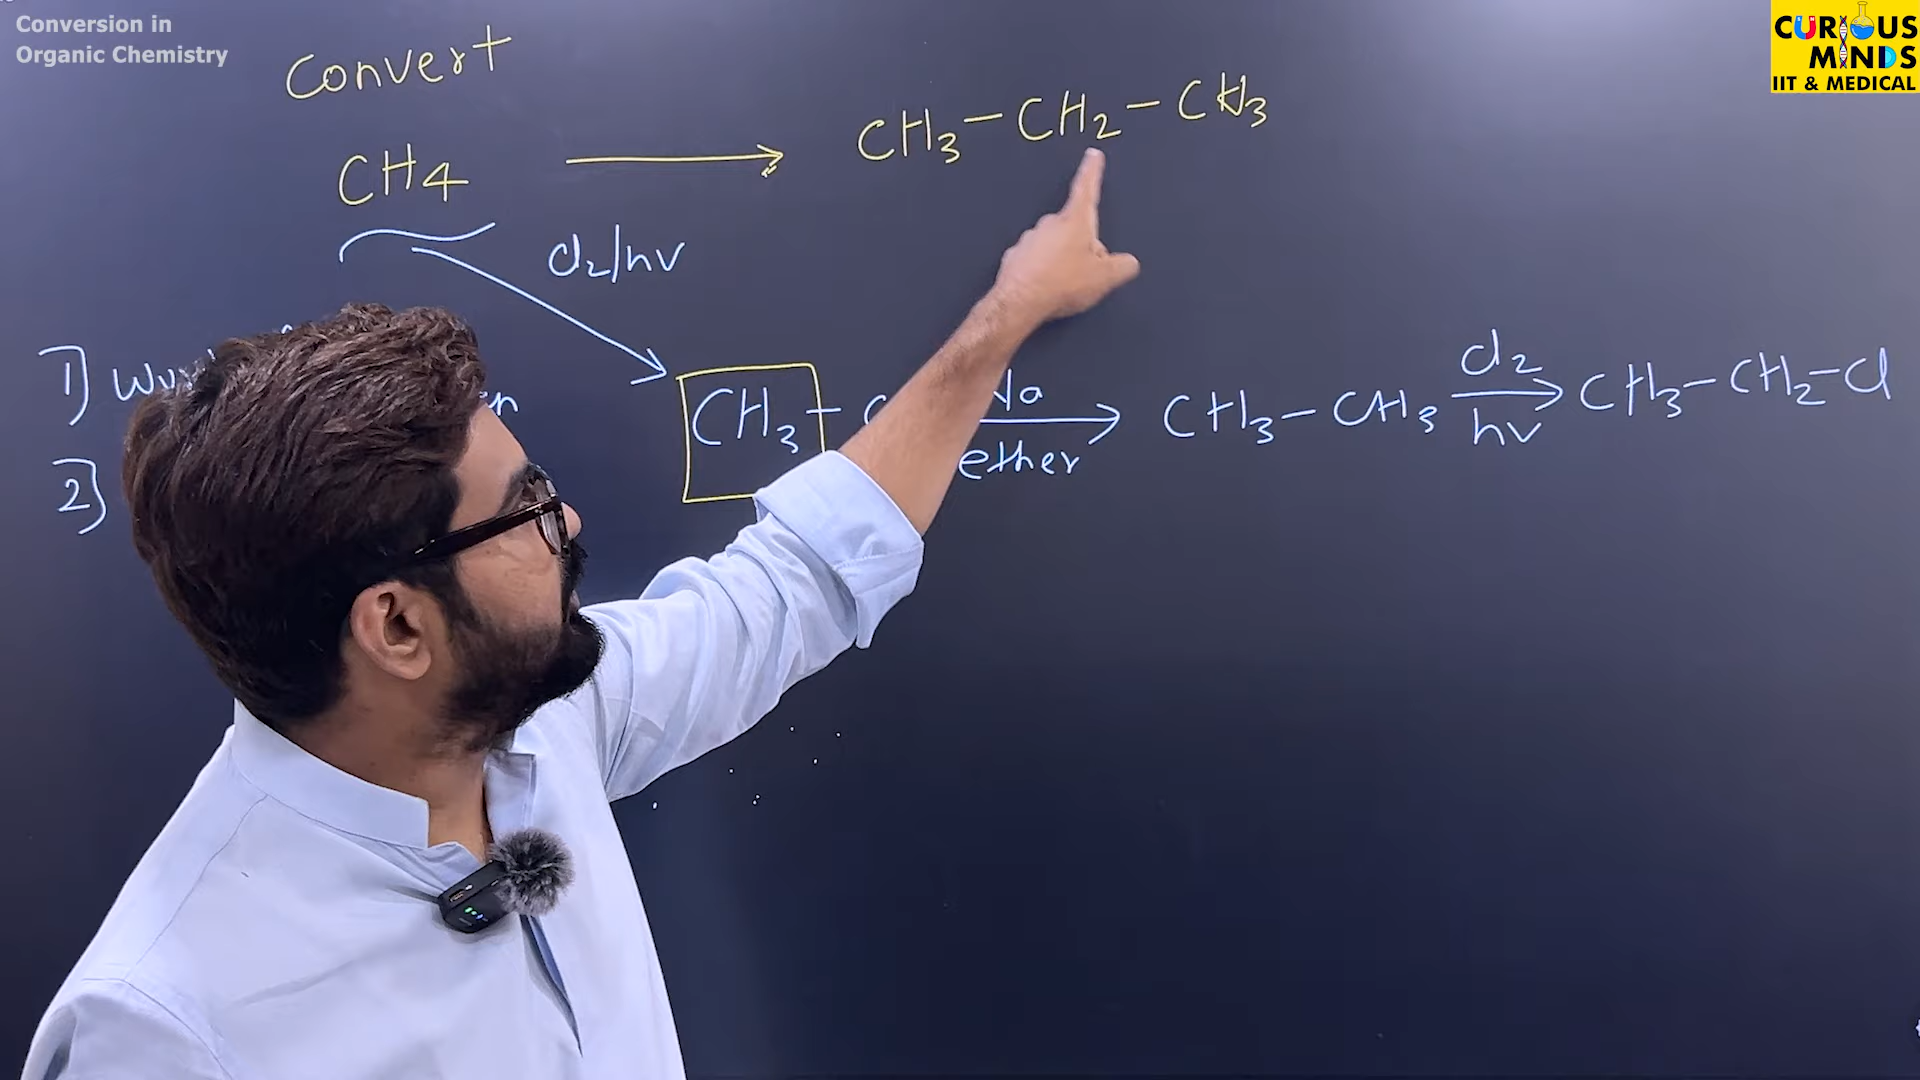 Conversion in
Organic Chemistry
CURIOUS
MINDS
IIT & MEDICAL
Convert
CH4 → CH3-CH2-CH3
Cl2/hv
1)
CH3- Na ether → CH3-CH3 Cl2 hv → CH3-CH2-Cl
2)